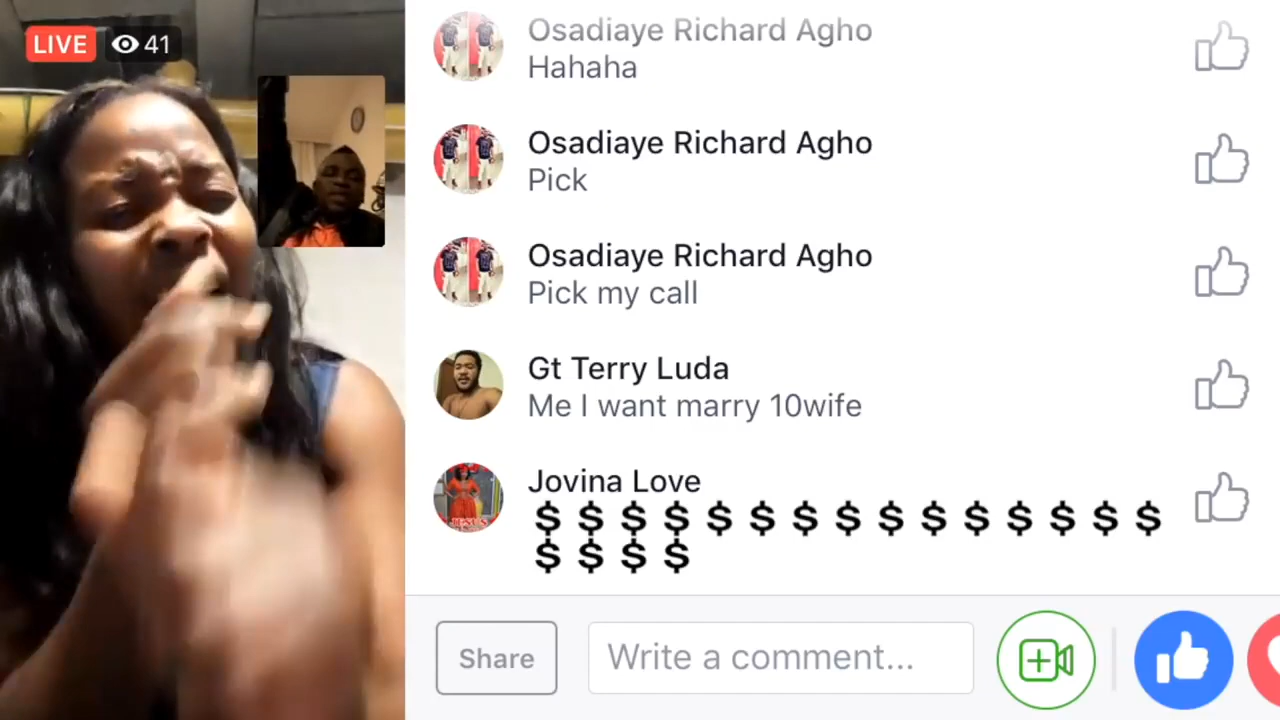 LIVE 41
Osadiaye Richard Agho
Hahaha
Osadiaye Richard Agho
Pick
Osadiaye Richard Agho
Pick my call
Gt Terry Luda
Me I want marry 10wife
Jovina Love
$ $ $ $ $ $ $ $ $ $ $ $ $ $ $
$ $ $ $
JESUS
Share
Write a comment...